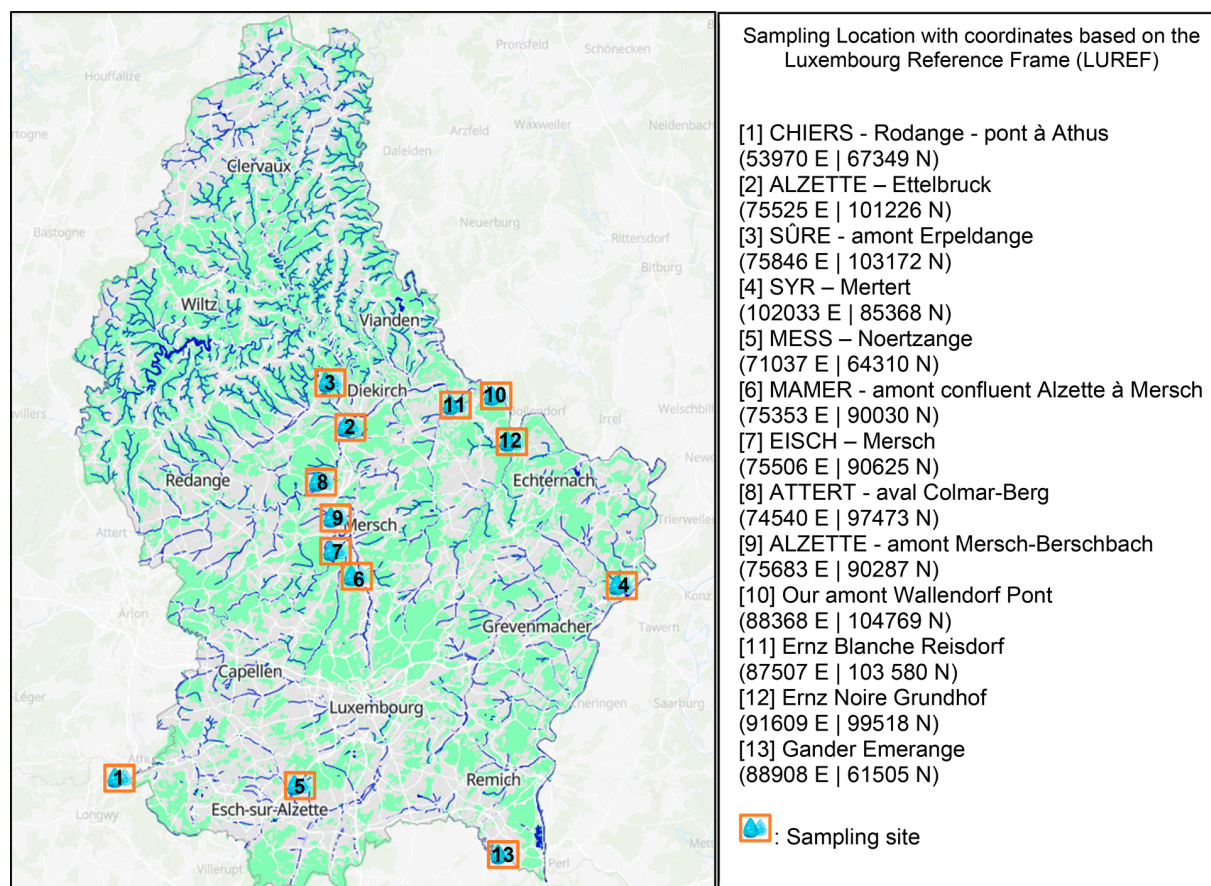 Pronsfeld
Schönecken
Houffalize
Arzfeld
Waxweiler
Neidenbach
Daleiden
Clervaux
Neuerburg
Bastogne
Rittersdorf
Bitburg
Wiltz
Vianden
3
Diekirch
10
11
Bollendorf
Irrel
Welschbill
2
12
Redange
8
Echternach
9
Mersch
Trierweiler
Attert
7
6
4
Konz
Arlon
Grevenmacher
Tawern
Capellen
Léger
Luxembourg
Saarburg
1
5
Remich
Longwy
Esch-sur-Alzette
13
Perl
Villerupt
Sampling Location with coordinates based on the
Luxembourg Reference Frame (LUREF)
[1] CHIERS - Rodange - pont à Athus
(53970 E | 67349 N)
[2] ALZETTE – Ettelbruck
(75525 E | 101226 N)
[3] SÛRE - amont Erpeldange
(75846 E | 103172 N)
[4] SYR – Mertert
(102033 E | 85368 N)
[5] MESS – Noertzange
(71037 E | 64310 N)
[6] MAMER - amont confluent Alzette à Mersch
(75353 E | 90030 N)
[7] EISCH – Mersch
(75506 E | 90625 N)
[8] ATTERT - aval Colmar-Berg
(74540 E | 97473 N)
[9] ALZETTE - amont Mersch-Berschbach
(75683 E | 90287 N)
[10] Our amont Wallendorf Pont
(88368 E | 104769 N)
[11] Ernz Blanche Reisdorf
(87507 E | 103 580 N)
[12] Ernz Noire Grundhof
(91609 E | 99518 N)
[13] Gander Emerange
(88908 E | 61505 N)
: Sampling site